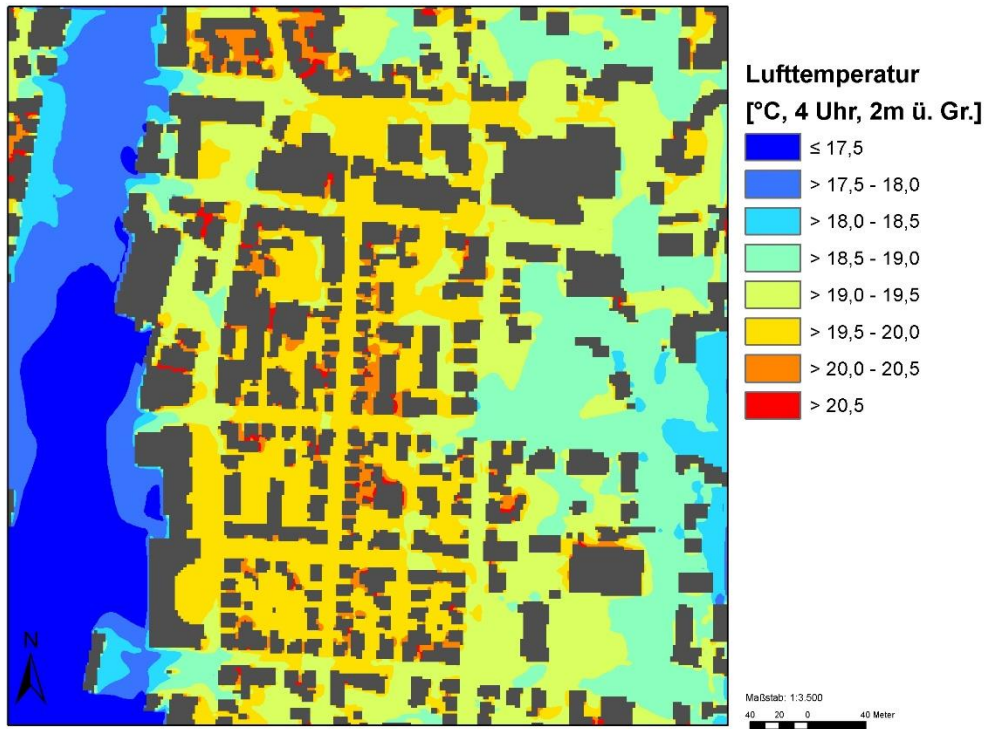 Lufttemperatur
[°C, 4 Uhr, 2m ü. Gr.]
≤ 17,5
> 17,5 - 18,0
> 18,0 - 18,5
> 18,5 - 19,0
> 19,0 - 19,5
> 19,5 - 20,0
> 20,0 - 20,5
> 20,5
N
Maßstab: 1:3.500
40 20 0 40 Meter